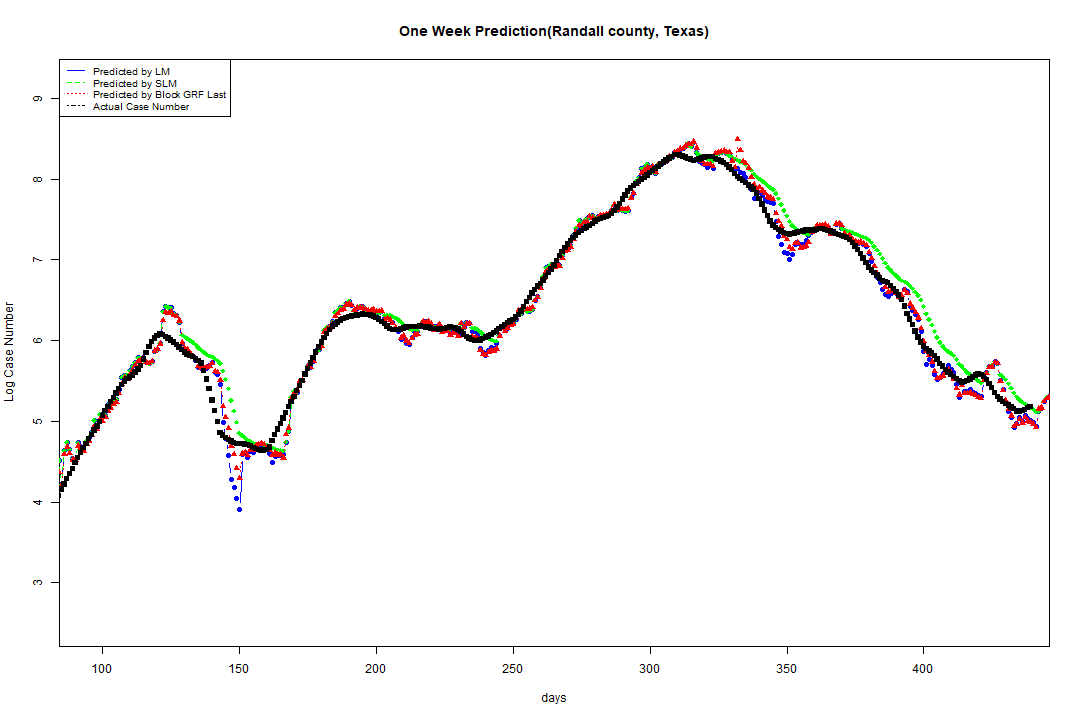 One Week Prediction(Randall county, Texas)
Predicted by LM
Predicted by SLM
Predicted by Block GRF Last
Actual Case Number
Log Case Number
9
8
7
6
5
4
3
100 150 200 250 300 350 400
days